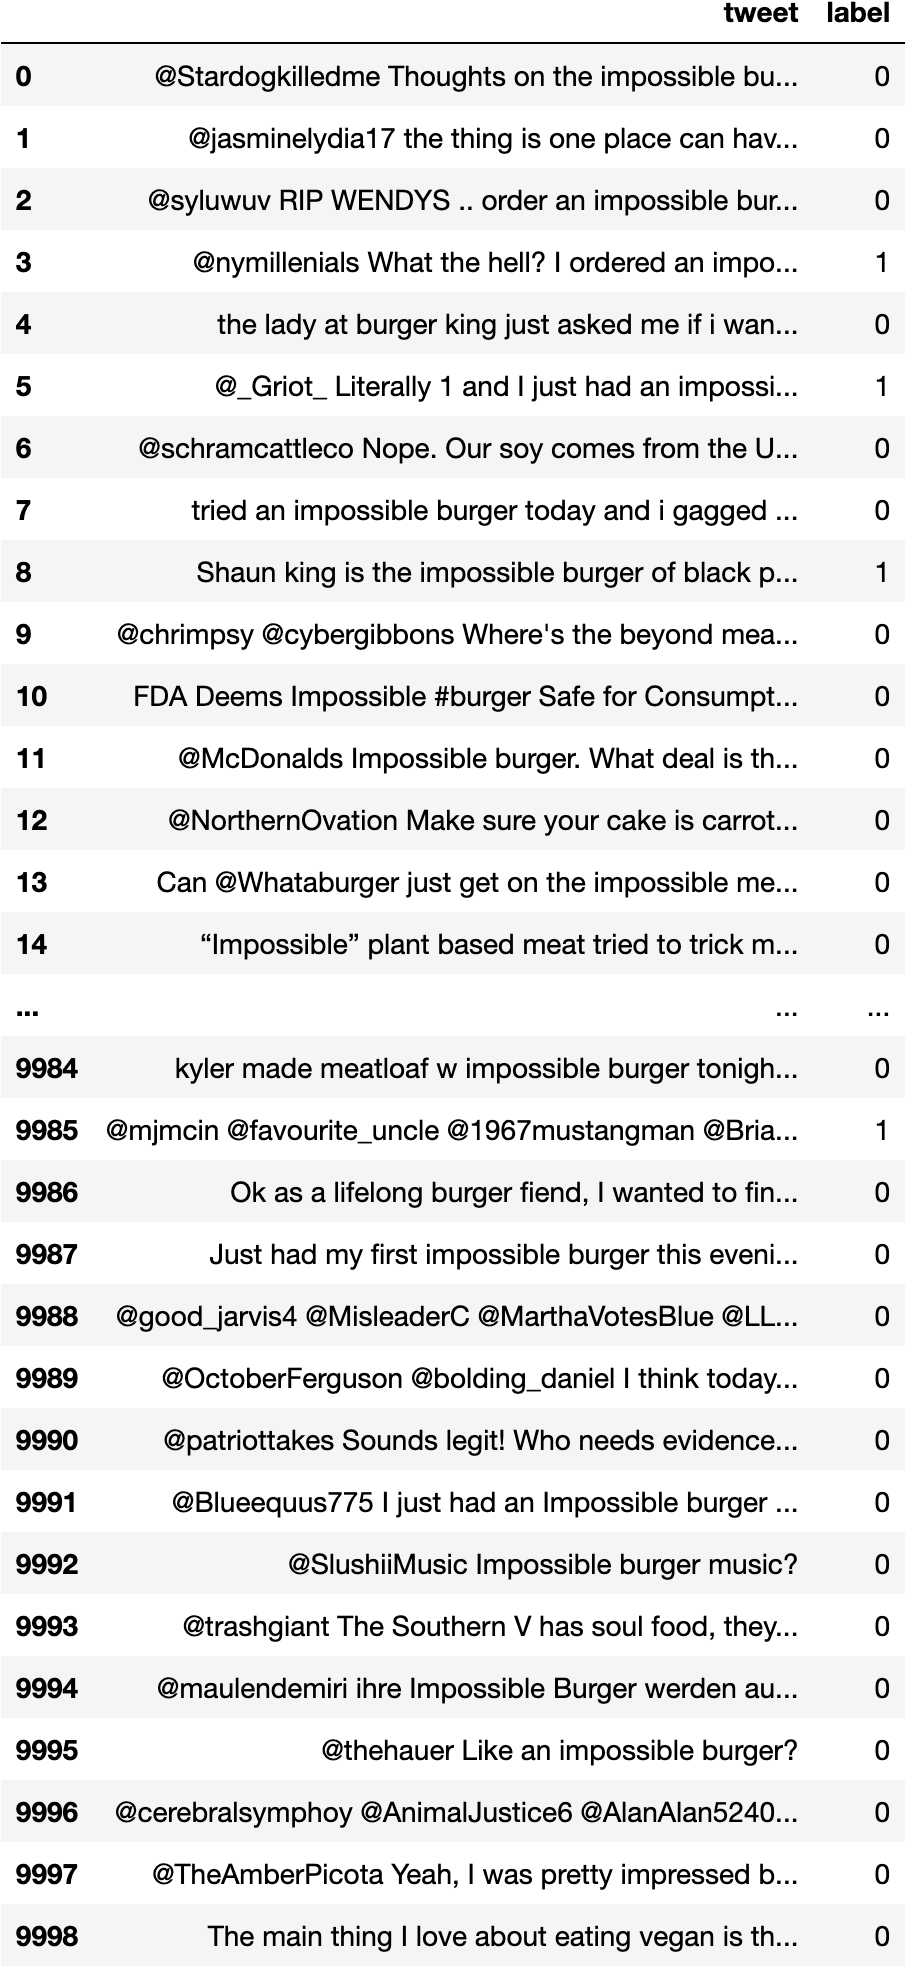 tweet label
0 @Stardogkilledme Thoughts on the impossible bu... 0
1 @jasminelydia17 the thing is one place can hav... 0
2 @syluwuv RIP WENDYS .. order an impossible bur... 0
3 @nymillenials What the hell? I ordered an impo... 1
4 the lady at burger king just asked me if i wan... 0
5 @_Griot_ Literally 1 and I just had an impossi... 1
6 @schramcattleco Nope. Our soy comes from the U... 0
7 tried an impossible burger today and i gagged ... 0
8 Shaun king is the impossible burger of black p... 1
9 @chrimpsy @cybergibbons Where's the beyond mea... 0
10 FDA Deems Impossible #burger Safe for Consumpt... 0
11 @McDonalds Impossible burger. What deal is th... 0
12 @NorthernOvation Make sure your cake is carrot... 0
13 Can @Whataburger just get on the impossible me... 0
14 “Impossible” plant based meat tried to trick m... 0
... ... ...
9984 kyler made meatloaf w impossible burger tonigh... 0
9985 @mjmcin @favourite_uncle @1967mustangman @Bria... 1
9986 Ok as a lifelong burger fiend, I wanted to fin... 0
9987 Just had my first impossible burger this eveni... 0
9988 @good_jarvis4 @MisleaderC @MarthaVotesBlue @LL... 0
9989 @OctoberFerguson @bolding_daniel I think today... 0
9990 @patriottakes Sounds legit! Who needs evidence... 0
9991 @Blueequus775 I just had an Impossible burger ... 0
9992 @SlushiiMusic Impossible burger music? 0
9993 @trashgiant The Southern V has soul food, they... 0
9994 @maulendemiri ihre Impossible Burger werden au... 0
9995 @thehauer Like an impossible burger? 0
9996 @cerebralsymphoy @AnimalJustice6 @AlanAlan5240... 0
9997 @TheAmberPicota Yeah, I was pretty impressed b... 0
9998 The main thing I love about eating vegan is th... 0